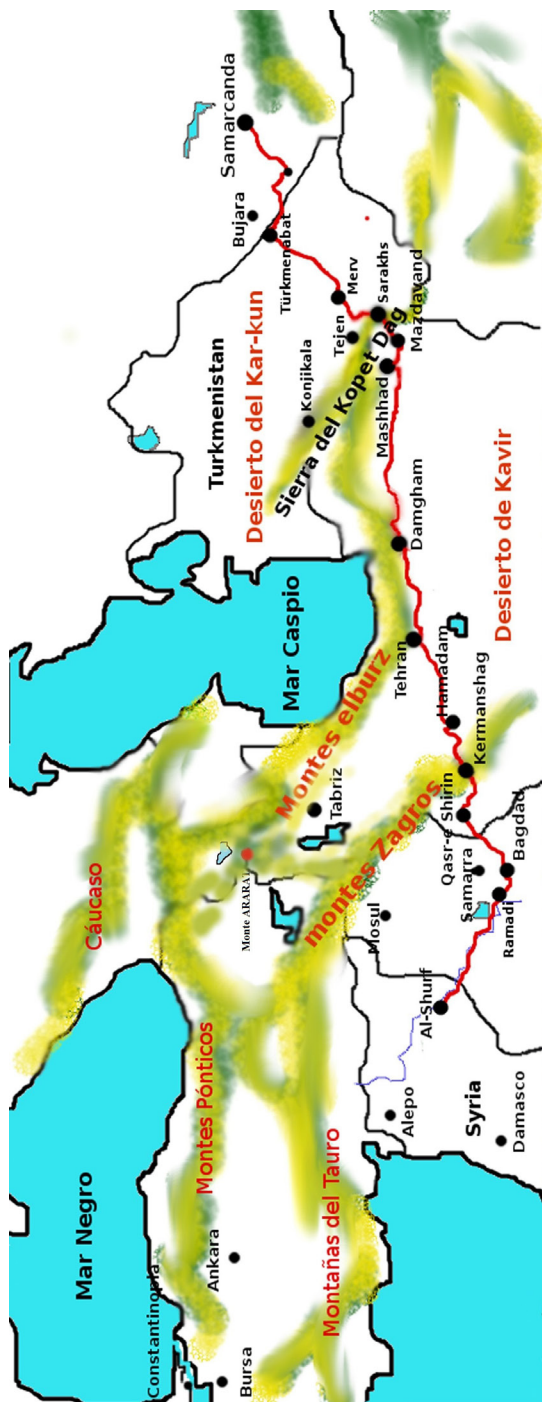 Mar Negro
Cáucaso
Constantinopla
Montes Pónticos
Ankara
Turkmenistan
Samarcanda
Bujara
Bursa
Monte ARARAT
Desierto del Kar-kun
Türkmenabat
Mar Caspio
Konjikala
Montañas del Tauro
Montes elburz
Tabriz
Sierra del Kopet Dag
Tejen
Merv
montes Zagros
Mosul
Mashhad
Sarakhs
Tehran
Alepo
Damgham
Mazdavand
Al-Shurf
Hamadam
Qasr-e Shirin
Samarra
Syria
Kermanshag
Desierto de Kavir
Ramadi
Damasco
Bagdad